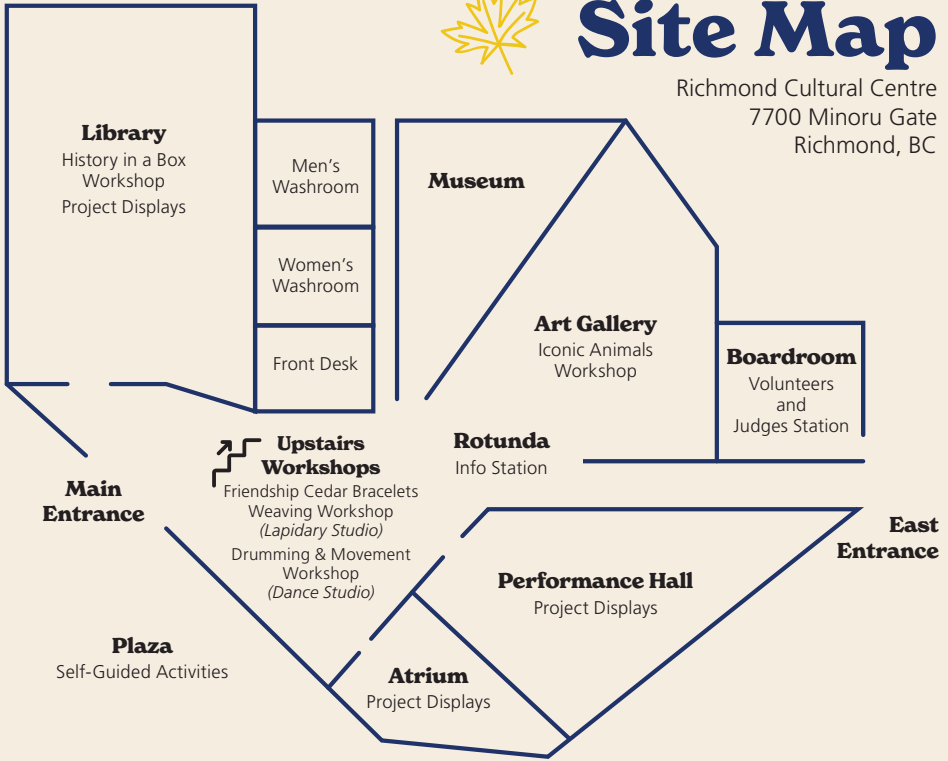 Site Map
Richmond Cultural Centre
7700 Minoru Gate
Richmond, BC
Library
History in a Box
Workshop
Project Displays
Men's
Washroom
Women's
Washroom
Front Desk
Museum
Art Gallery
Iconic Animals
Workshop
Boardroom
Volunteers
and
Judges Station
Rotunda
Info Station
Upstairs
Workshops
Friendship Cedar Bracelets
Weaving Workshop
(Lapidary Studio)
Drumming & Movement
Workshop
(Dance Studio)
Main
Entrance
East
Entrance
Performance Hall
Project Displays
Plaza
Self-Guided Activities
Atrium
Project Displays